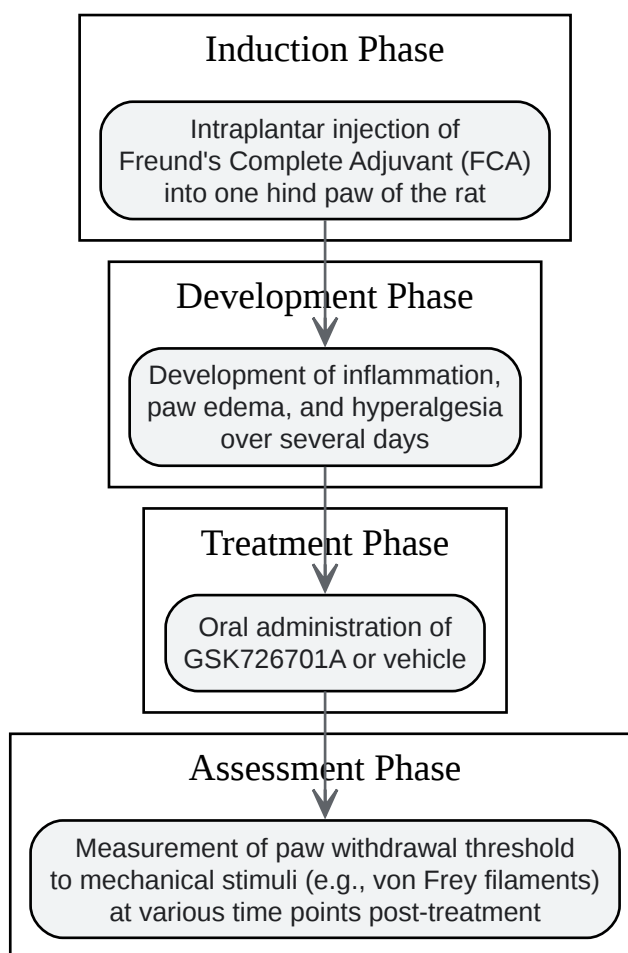 Induction Phase
Intraplantar injection of
Freund's Complete Adjuvant (FCA)
into one hind paw of the rat
Development Phase
Development of inflammation,
paw edema, and hyperalgesia
over several days
Treatment Phase
Oral administration of
GSK726701A or vehicle
Assessment Phase
Measurement of paw withdrawal threshold
to mechanical stimuli (e.g., von Frey filaments)
at various time points post-treatment